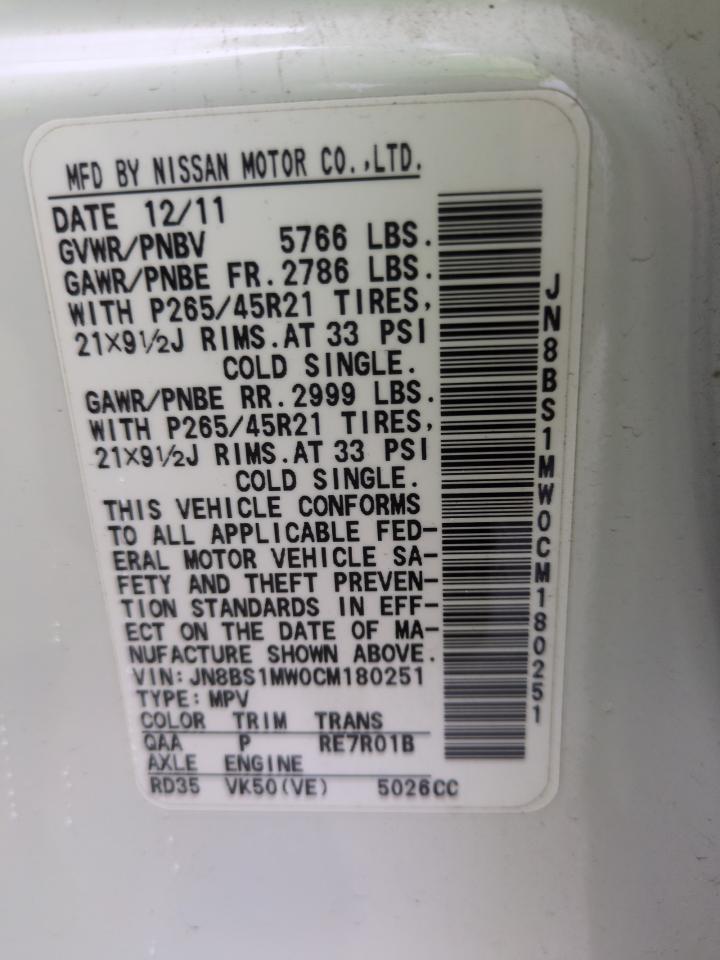 MFD BY NISSAN MOTOR CO.,LTD.
DATE 12/11
GVWR/PNBV 5766 LBS.
GAWR/PNBE FR.2786 LBS.
WITH P265/45R21 TIRES,
21×9½J RIMS.AT 33 PSI
COLD SINGLE.
GAWR/PNBE RR.2999 LBS.
WITH P265/45R21 TIRES,
21×9½J RIMS.AT 33 PSI
COLD SINGLE.
THIS VEHICLE CONFORMS
TO ALL APPLICABLE FED-
ERAL MOTOR VEHICLE SA-
FETY AND THEFT PREVEN-
TION STANDARDS IN EFF-
ECT ON THE DATE OF MA-
NUFACTURE SHOWN ABOVE.
VIN: JN8BS1MW0CM180251
TYPE: MPV
COLOR TRIM TRANS
QAA P RE7R01B
AXLE ENGINE
RD35 VK50(VE) 5026CC
JN8BS1MW0CM180251